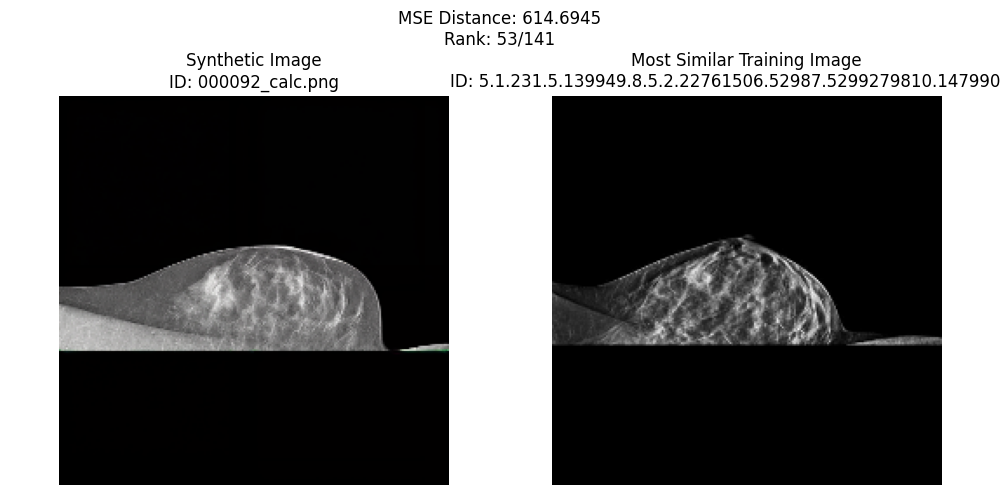 MSE Distance: 614.6945
Rank: 53/141
Synthetic Image
ID: 000092_calc.png
Most Similar Training Image
ID: 5.1.231.5.139949.8.5.2.22761506.52987.5299279810.147990